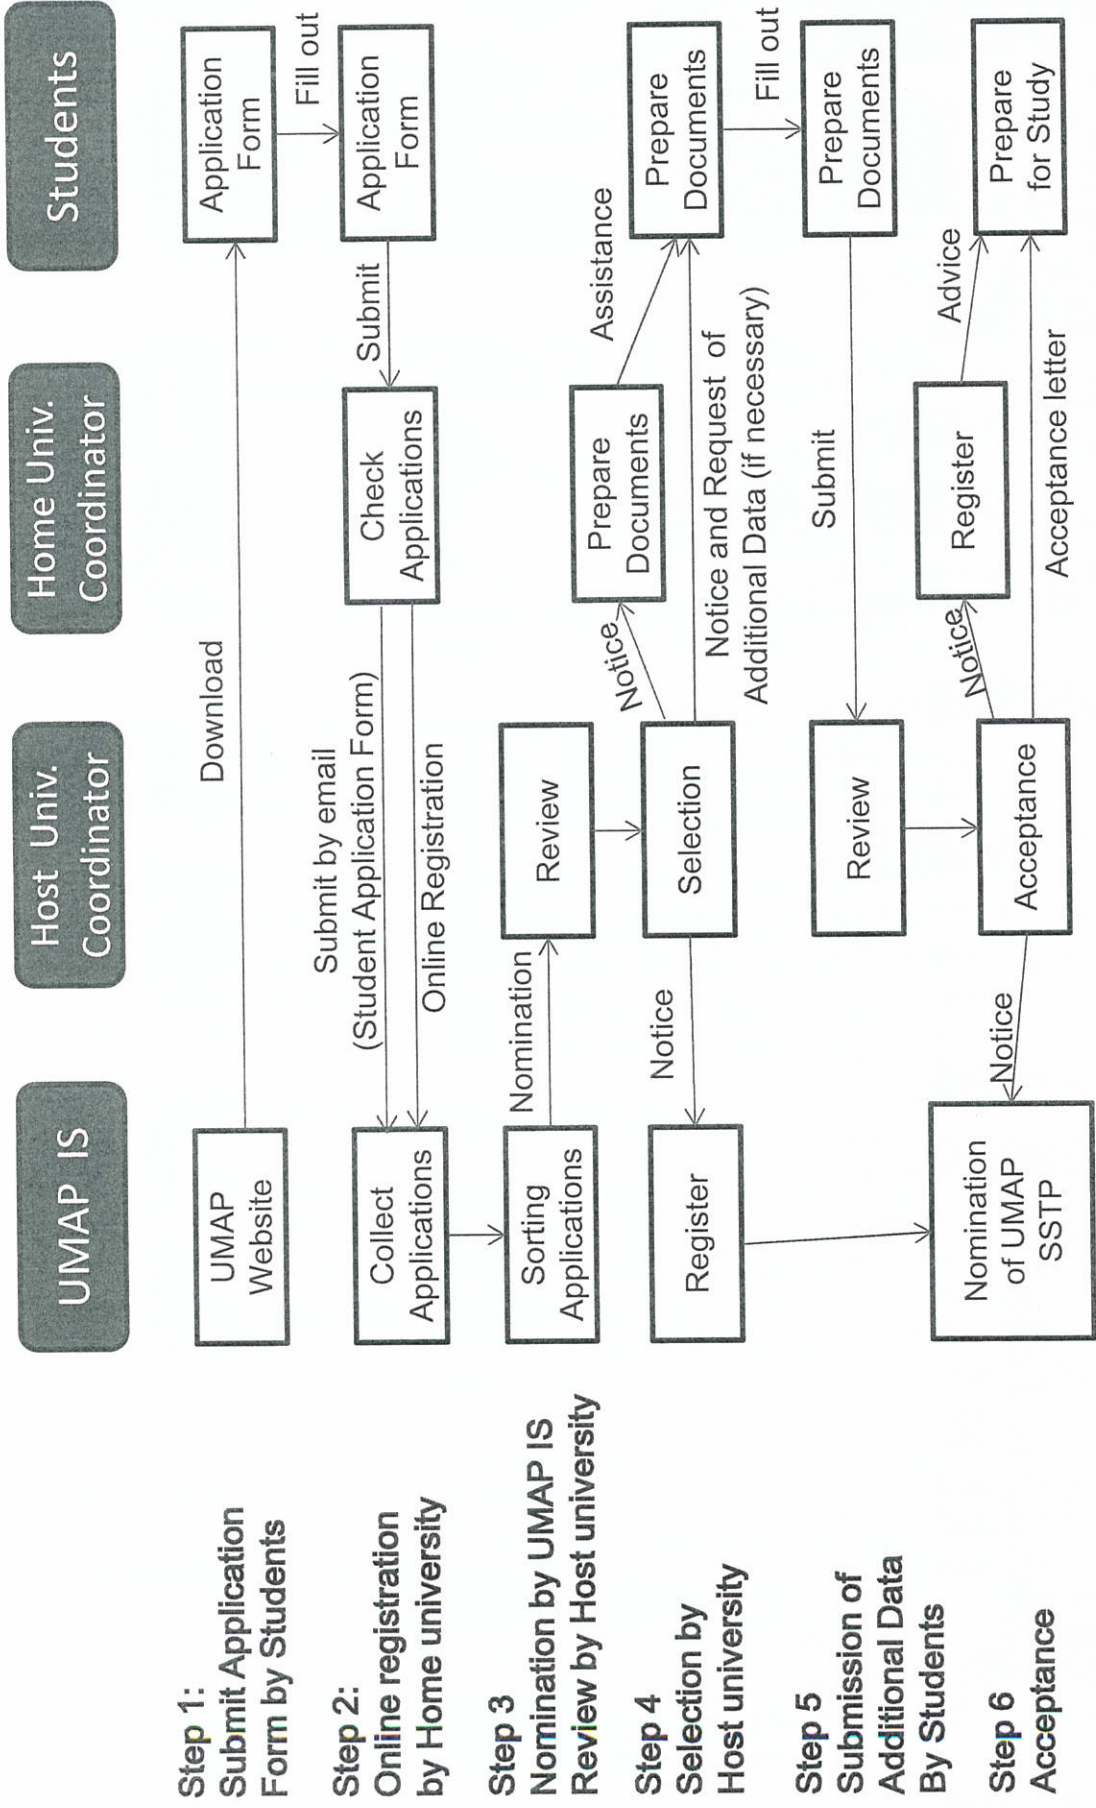 UMAP IS
Host Univ.
Coordinator
Home Univ.
Coordinator
Students
Step 1:
Submit Application
Form by Students
UMAP
Website
Download
Application
Form
Fill out
Step 2:
Online registration
by Home university
Collect
Applications
Submit by email
(Student Application Form)
Online Registration
Check
Applications
Submit
Application
Form
Step 3
Nomination by UMAP IS
Review by Host university
Sorting
Applications
Nomination
Review
Step 4
Selection by
Host university
Register
Notice
Selection
Notice
Prepare
Documents
Assistance
Notice and Request of
Additional Data (if necessary)
Prepare
Documents
Fill out
Step 5
Submission of
Additional Data
By Students
Review
Submit
Prepare
Documents
Step 6
Acceptance
Nomination
of UMAP
SSTP
Notice
Acceptance
Notice
Register
Advice
Acceptance letter
Prepare
for Study